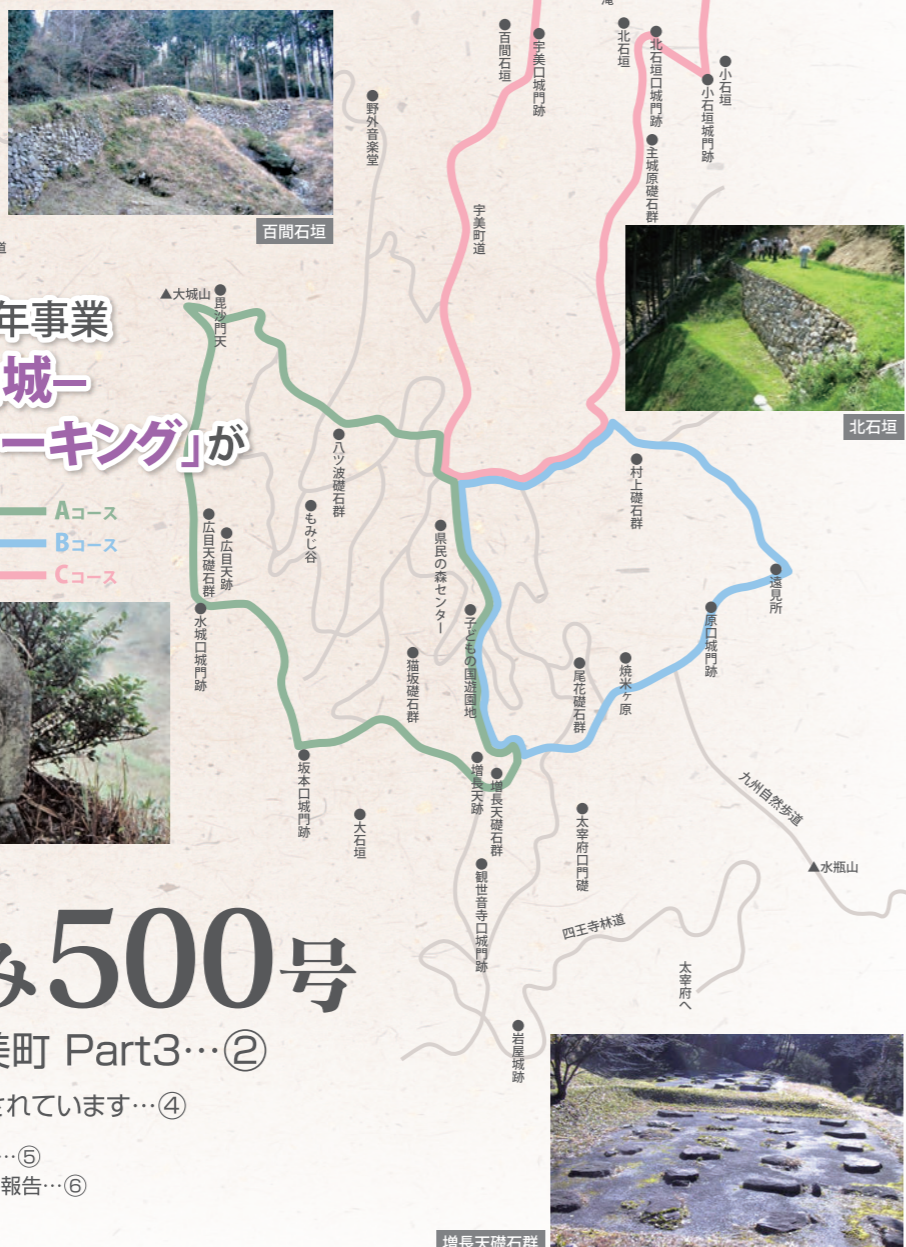 滝
百間石垣
宇美口城門跡
北石垣
北石垣口城門跡
小石垣
小石垣城門跡
主城原礎石群
野外音楽堂
百間石垣
道
宇美町道
北石垣
▲大城山
毘沙門天
年事業
城―
ーキング」が
Aコース
Bコース
Cコース
八ツ波礎石群
もみじ谷
広目天礎石群
広目天跡
水城口城門跡
県民の森センター
子どもの国遊園地
猫坂礎石群
村上礎石群
遠見所
原口城門跡
焼米ヶ原
尾花礎石群
坂本口城門跡
大石垣
増長天跡
増長天礎石群
観世音寺口城門跡
太宰府口門礎
九州自然歩道
▲水瓶山
四王寺林道
太宰府へ
岩屋城跡
み500号
美町 Part3…②
されています…④
…⑤
報告…⑥
増長天礎石群